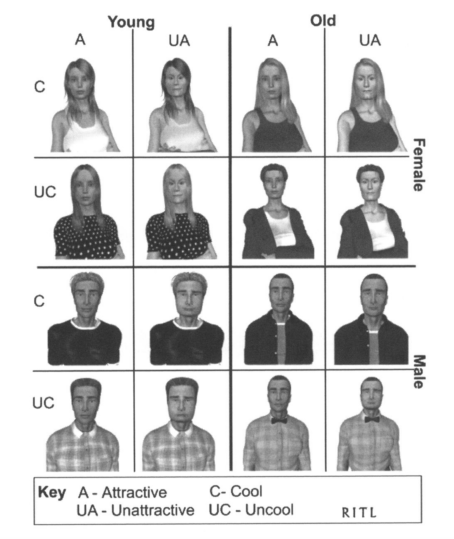 Young Old
A UA A UA
C
Female
UC
C
Male
UC
Key A - Attractive C- Cool
UA - Unattractive UC - Uncool RITL